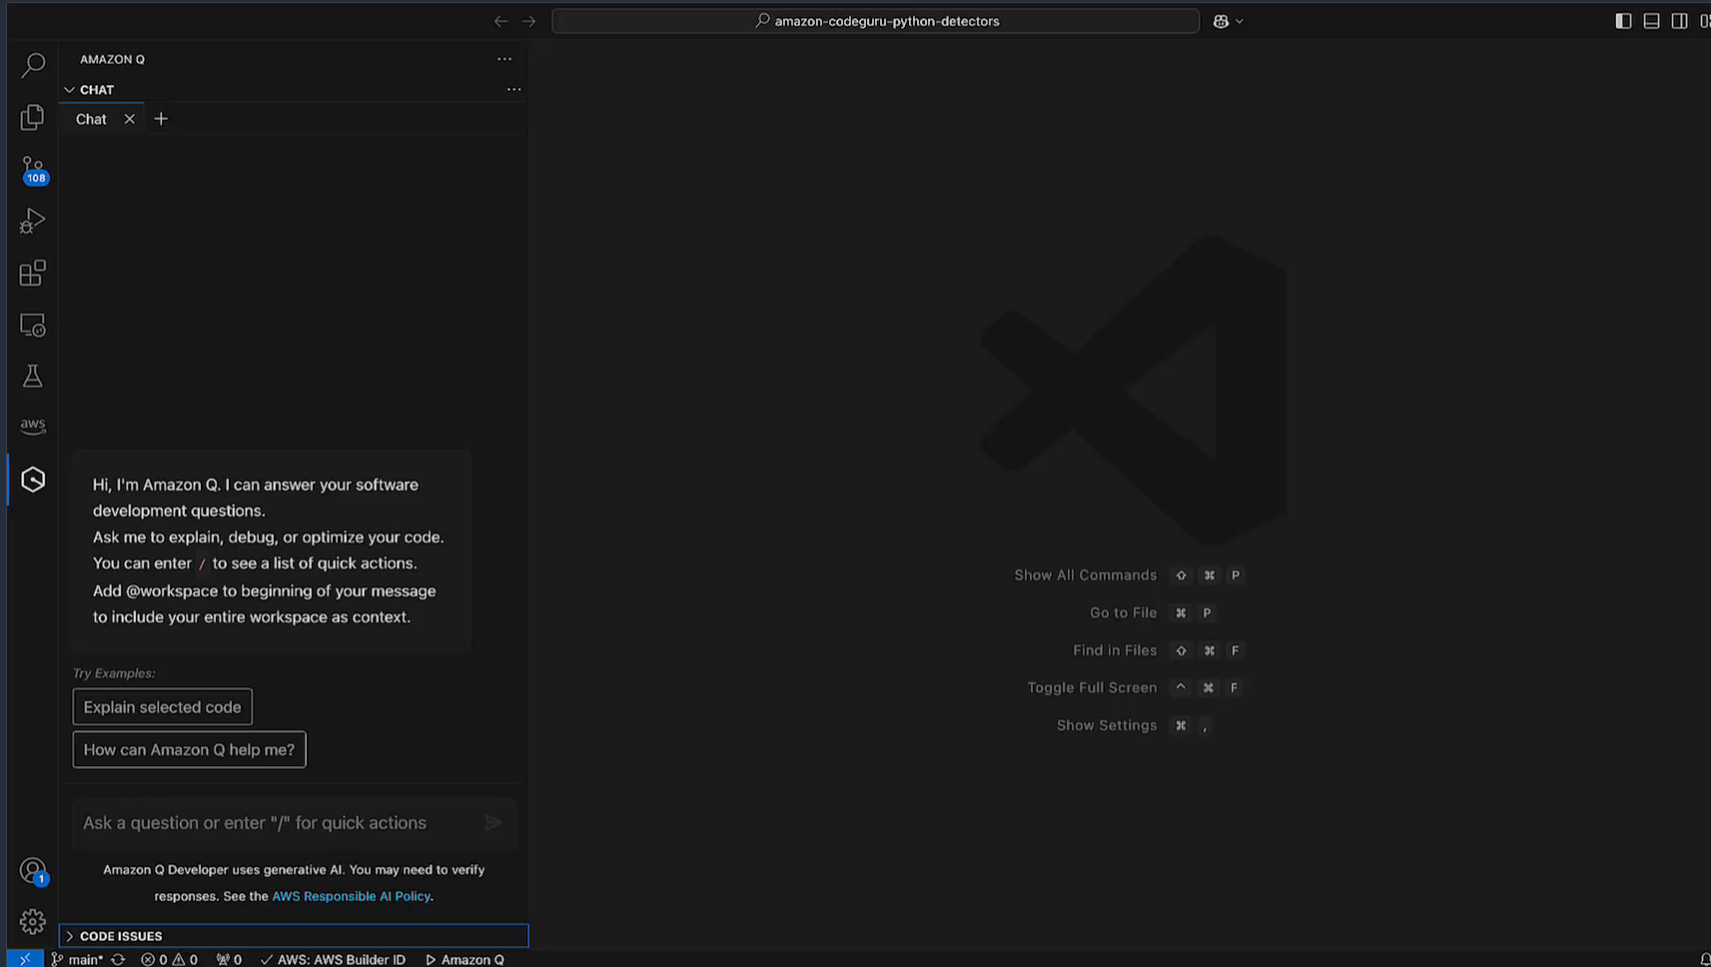 amazon-codeguru-python-detectors
AMAZON Q
CHAT
Chat
108
aws
Hi, I'm Amazon Q. I can answer your software
development questions.
Ask me to explain, debug, or optimize your code.
You can enter / to see a list of quick actions.
Add @workspace to beginning of your message
to include your entire workspace as context.
Try Examples:
Explain selected code
How can Amazon Q help me?
Ask a question or enter "/" for quick actions
Amazon Q Developer uses generative AI. You may need to verify
responses. See the AWS Responsible AI Policy.
1
CODE ISSUES
main* 0 0 0 AWS: AWS Builder ID Amazon Q
Show All Commands ⇧ ⌘ P
Go to File ⌘ P
Find in Files ⇧ ⌘ F
Toggle Full Screen ^ ⌘ F
Show Settings ⌘ ,